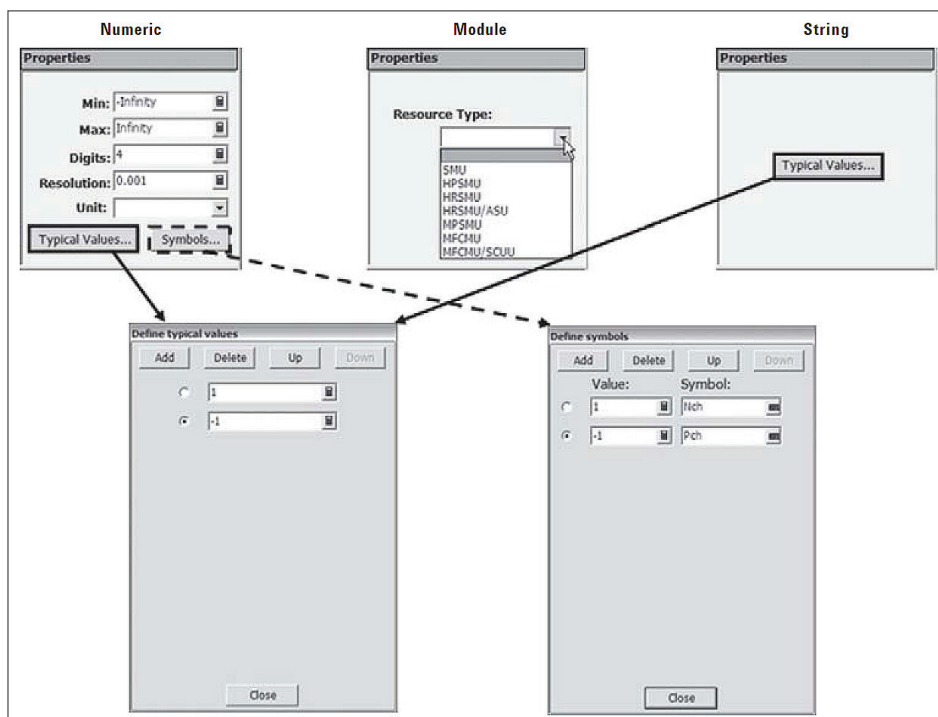 Numeric
Module
String
Properties
Min: -Infinity
Max: Infinity
Digits: 4
Resolution: 0.001
Unit:
Typical Values...
Symbols...
Properties
Resource Type:
SMU
HPSMU
HRSMU
HRSMU/ASU
MPSMU
MFCMU
MFCMU/SCUU
Properties
Typical Values...
Define typical values
Add Delete Up Down
1
-1
Close
Define symbols
Add Delete Up Down
Value: Symbol:
1 Nch
-1 Pch
Close